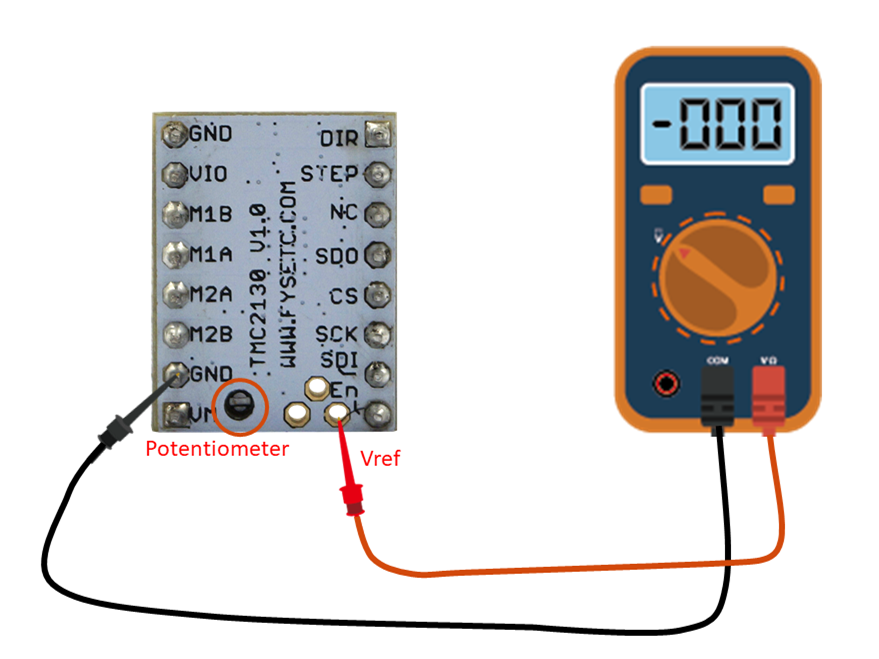 GND
VIO
M1B
M1A
M2A
M2B
GND
TMC2130 V1.0
WWW.FYSETC.COM
DIR
STEP
NC
SDO
CS
SCK
SDI
En
Potentiometer
Vref
-000
COM
VΩ